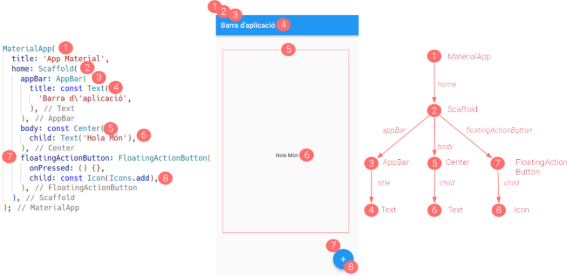 MaterialApp( 1
title: 'App Material',
home: Scaffold( 2
appBar: AppBar( 3
title: const Text( 4
'Barra d\'aplicació',
), // Text
), // AppBar
body: const Center( 5
child: Text('Hola Món'), 6
), // Center
7 floatingActionButton: FloatingActionButton(
onPressed: () {},
child: const Icon(Icons.add), 8
), // FloatingActionButton
), // Scaffold
); // MaterialApp
1 2 3
Barra d'aplicació 4
5
Hola Món 6
7
+
8
1 MaterialApp
home
2 Scaffold
appBar body floatingActionButton
3 AppBar 5 Center 7 FloatingAction
Button
title child child
4 Text 6 Text 8 Icon